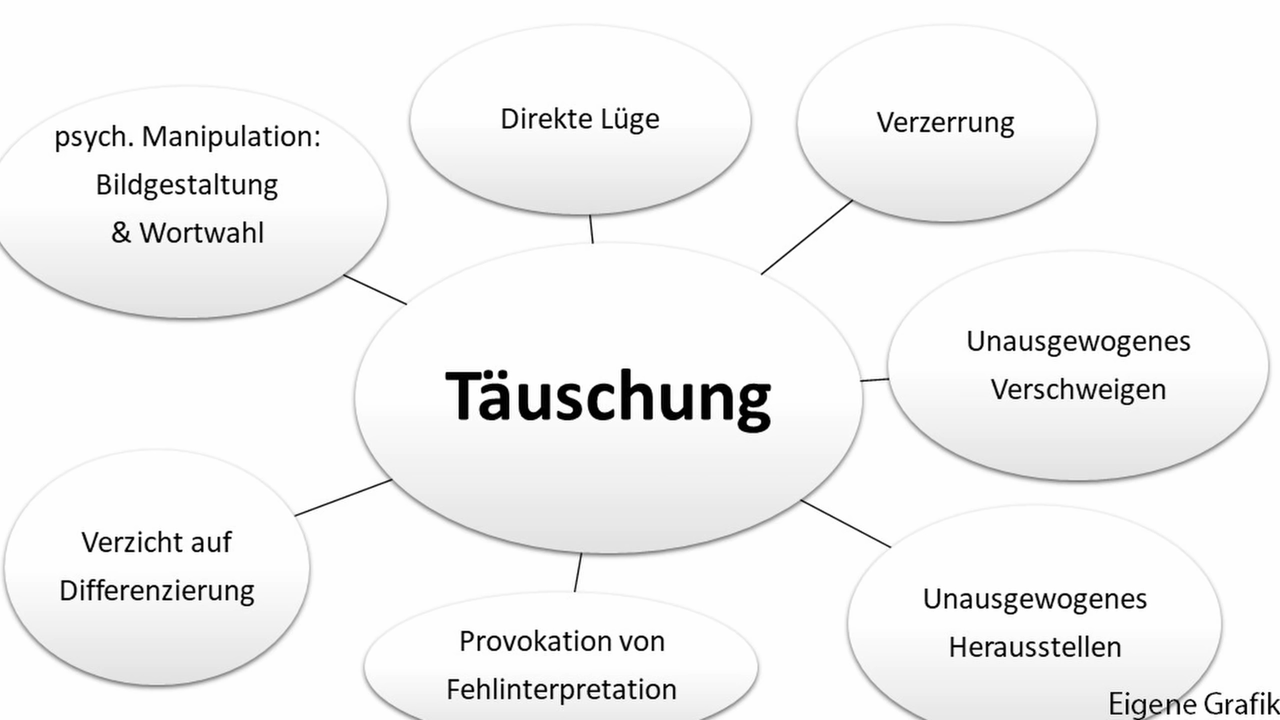 Direkte Lüge
Verzerrung
psych. Manipulation:
Bildgestaltung
& Wortwahl
Unausgewogenes
Verschweigen
Täuschung
Verzicht auf
Differenzierung
Unausgewogenes
Herausstellen
Provokation von
Fehlinterpretation
Eigene Grafik